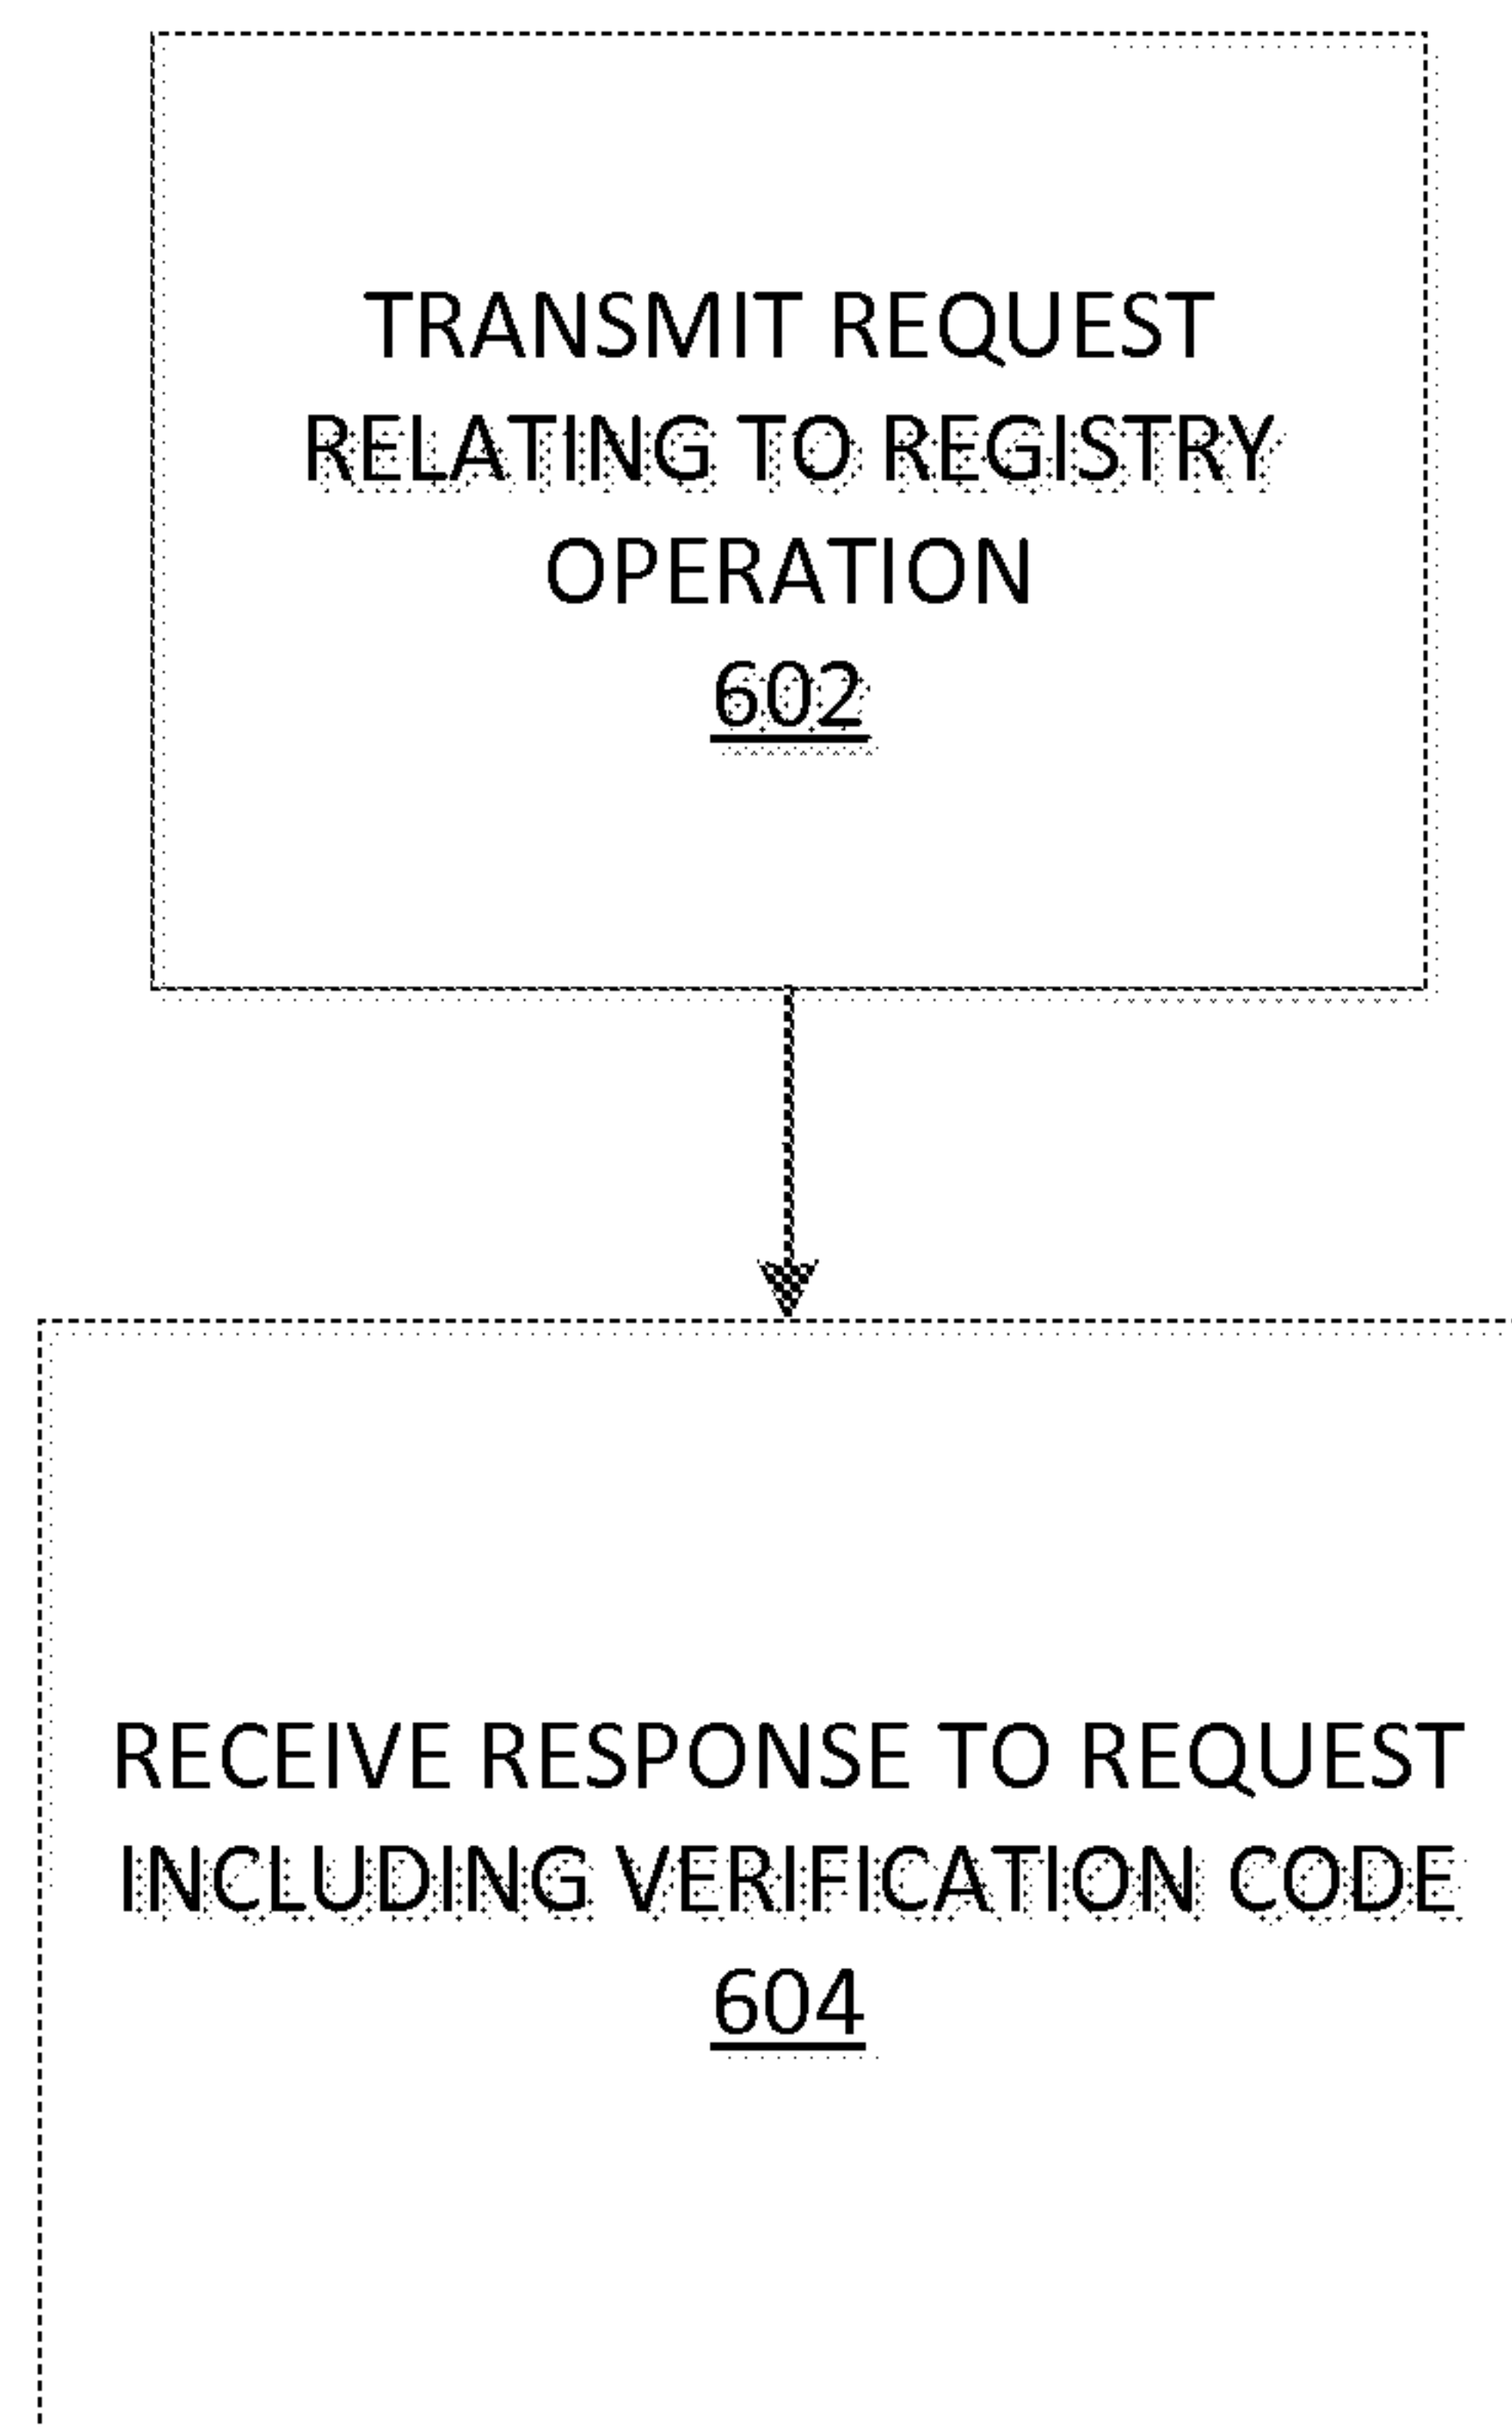 TRANSMIT REQUEST
RELATING TO REGISTRY
OPERATION
602
RECEIVE RESPONSE TO REQUEST
INCLUDING VERIFICATION CODE
604